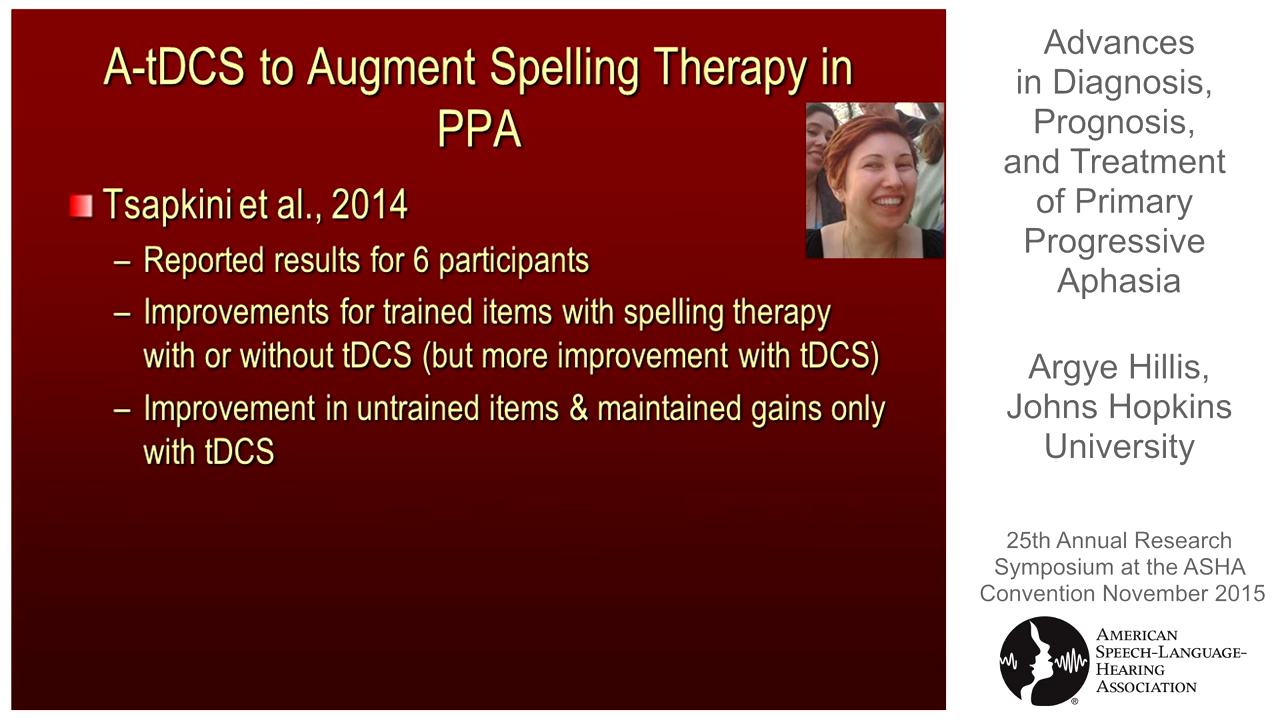 A-tDCS to Augment Spelling Therapy in
PPA
Tsapkini et al., 2014
– Reported results for 6 participants
– Improvements for trained items with spelling therapy
with or without tDCS (but more improvement with tDCS)
– Improvement in untrained items & maintained gains only
with tDCS
Advances
in Diagnosis,
Prognosis,
and Treatment
of Primary
Progressive
Aphasia
Argye Hillis,
Johns Hopkins
University
25th Annual Research
Symposium at the ASHA
Convention November 2015
AMERICAN
SPEECH-LANGUAGE-
HEARING
ASSOCIATION
®